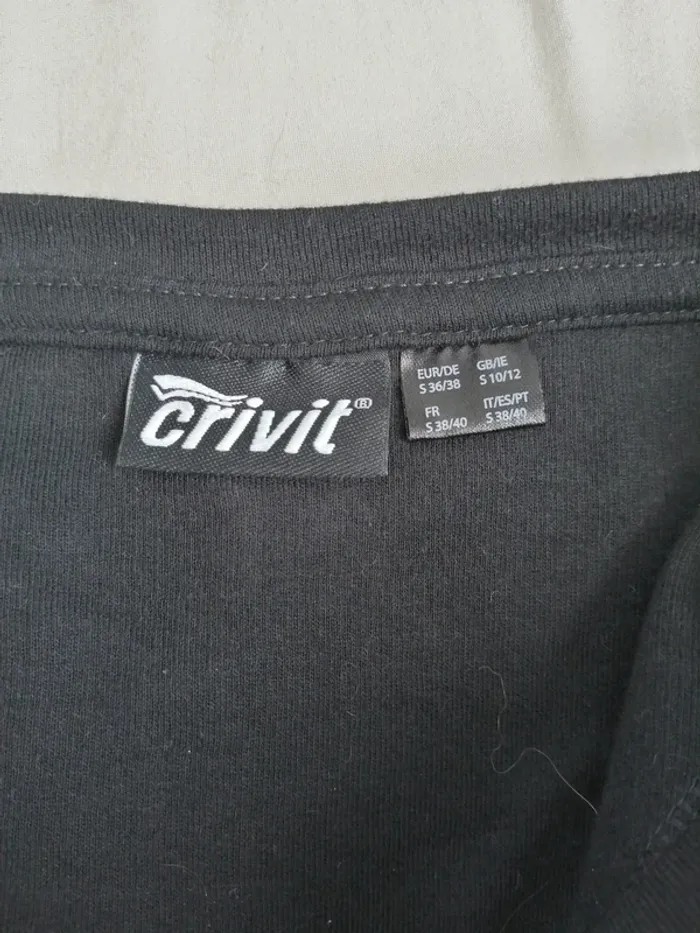 crivit®
EUR/DE GB/IE
S 36/38 S 10/12
FR IT/ES/PT
S 38/40 S 38/40